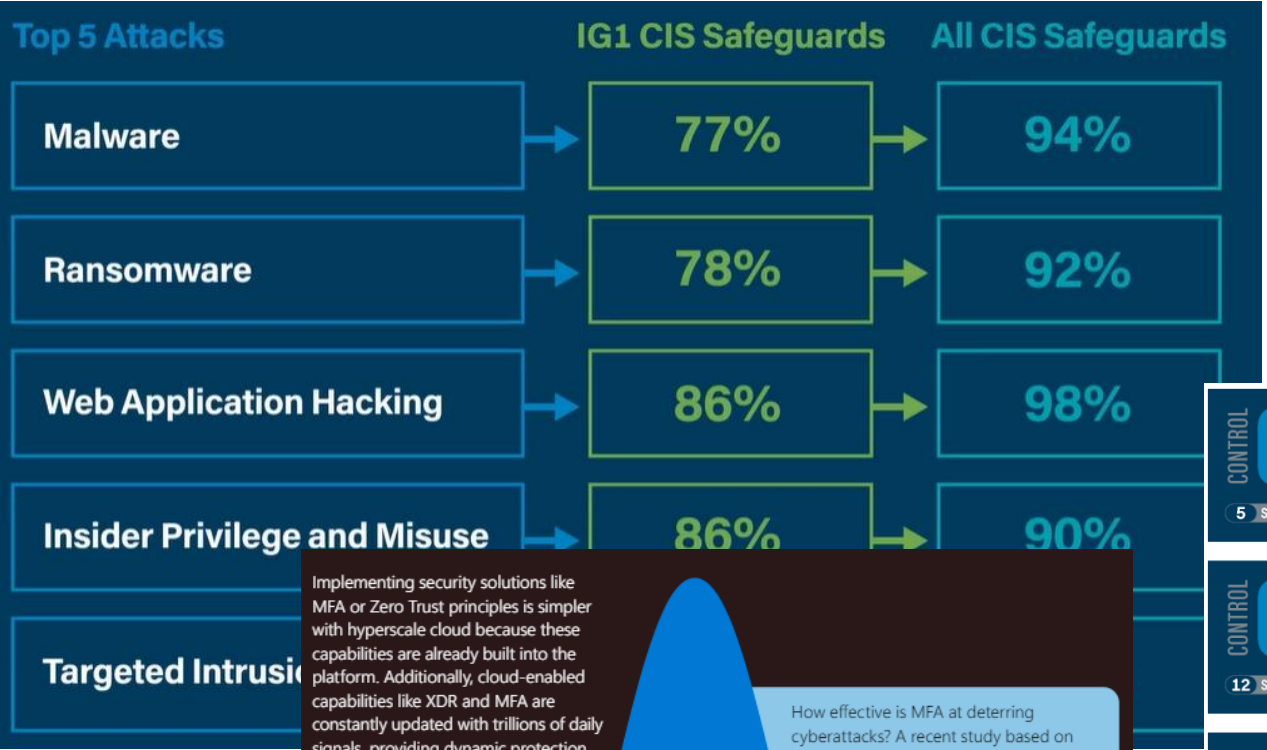 Top 5 Attacks IG1 CIS Safeguards All CIS Safeguards
Malware 77% 94%
Ransomware 78% 92%
Web Application Hacking 86% 98%
Insider Privilege and Misuse 86% 90%
Targeted
Implementing security solutions like
MFA or Zero Trust principles is simpler
with hyperscale cloud because these
capabilities are already built into the
platform. Additionally, cloud-enabled
capabilities like XDR and MFA are
constantly updated with trillions of daily
signals, providing dynamic protection
How effective is MFA at deterring
cyberattacks? A recent study based on
CONTROL
5 S
CONTROL
12 S